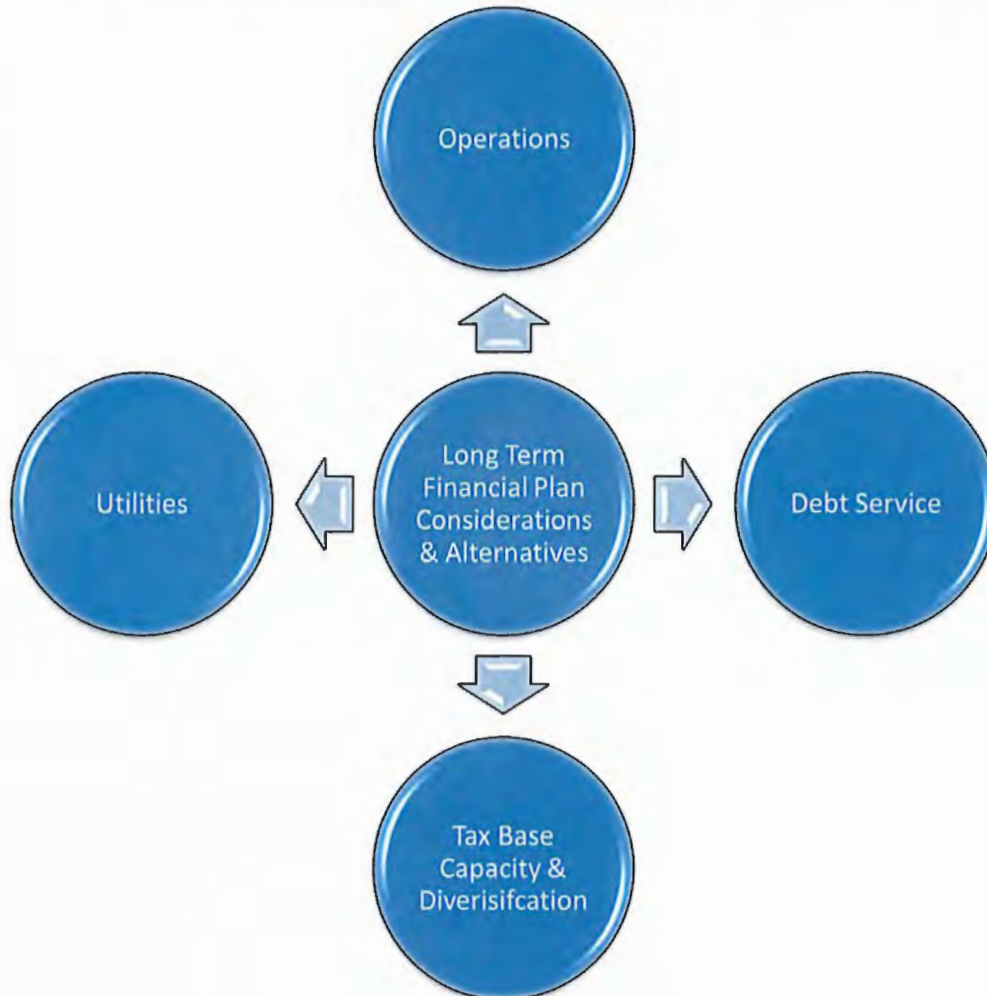 Operations
Utilities
Long Term
Financial Plan
Considerations
& Alternatives
Debt Service
Tax Base
Capacity &
Diverisifcation